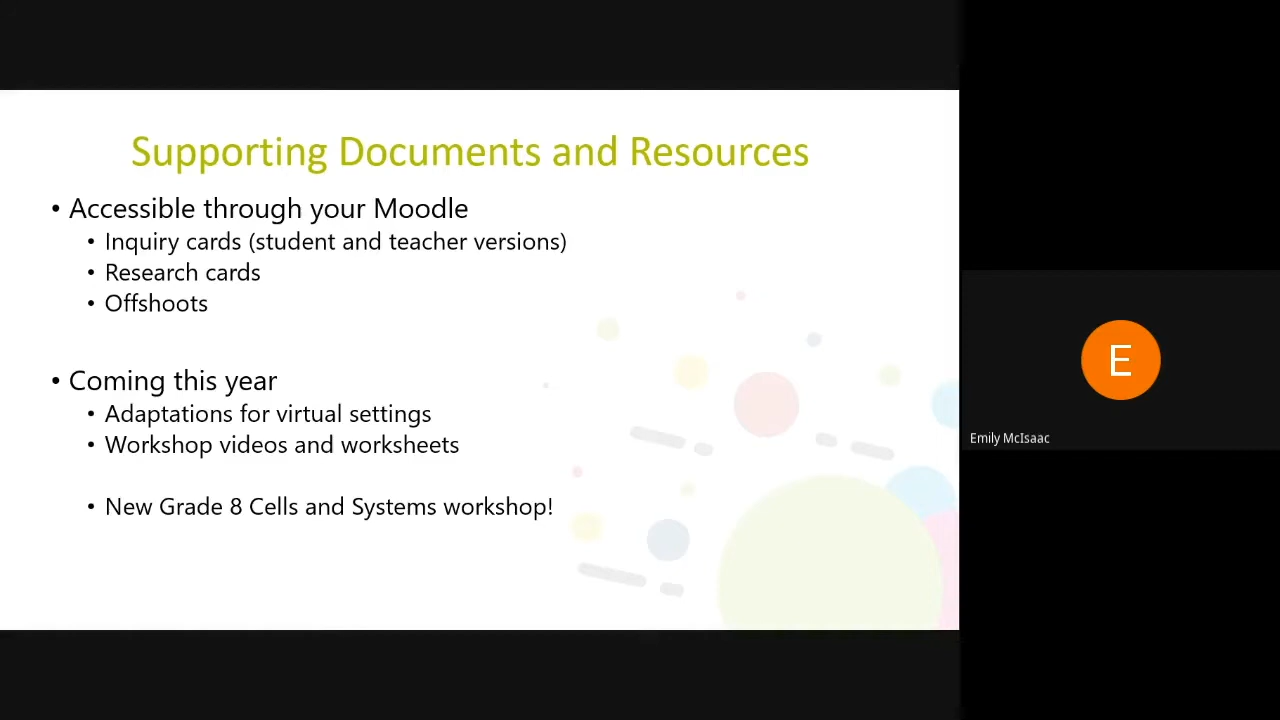 Supporting Documents and Resources
• Accessible through your Moodle
• Inquiry cards (student and teacher versions)
• Research cards
• Offshoots
• Coming this year
• Adaptations for virtual settings
• Workshop videos and worksheets
• New Grade 8 Cells and Systems workshop!
E
Emily McIsaac